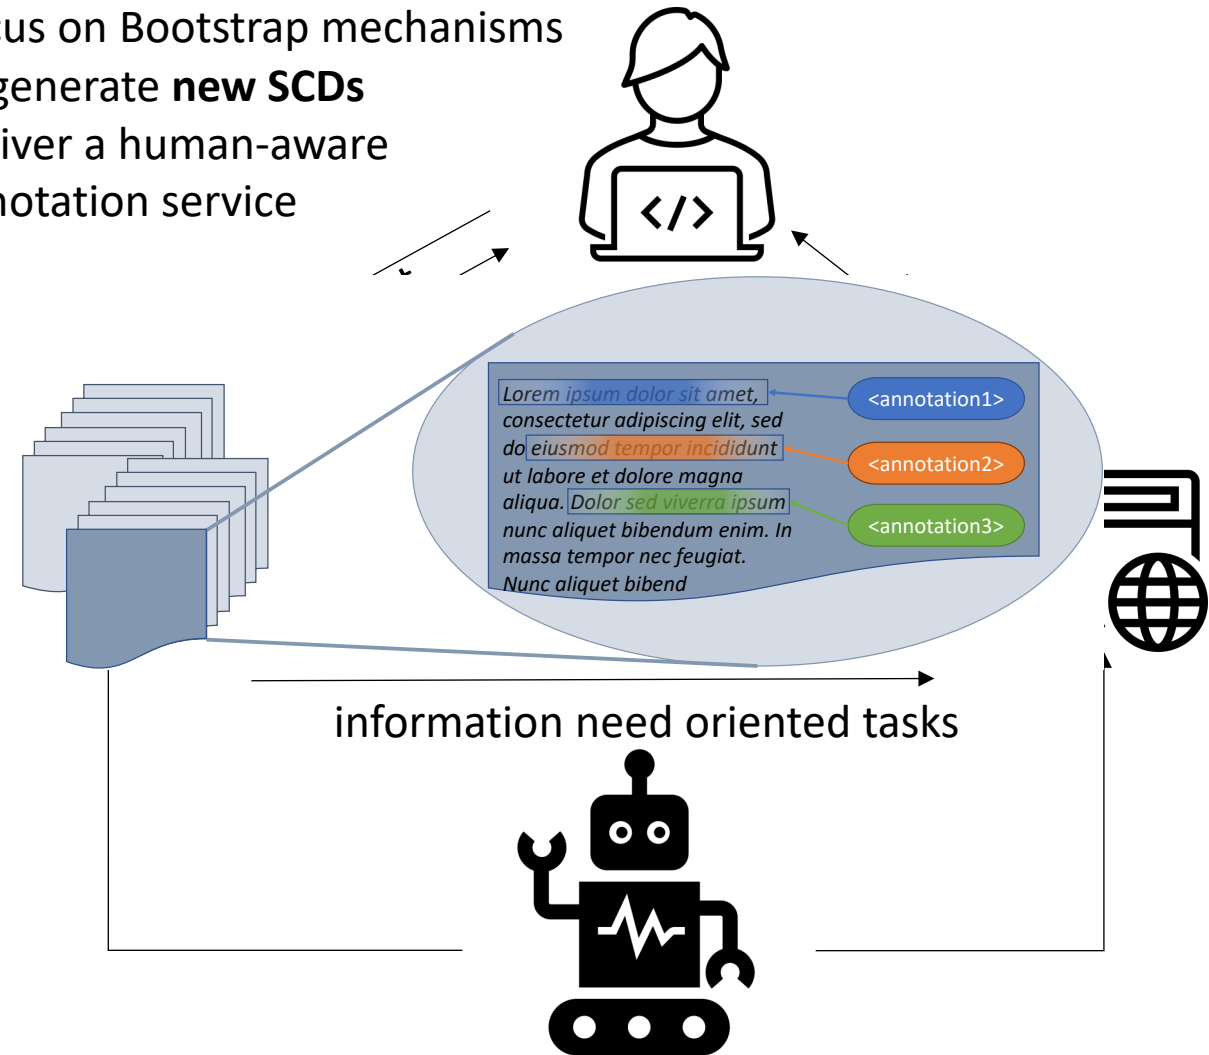 cus on Bootstrap mechanisms
generate new SCDs
iver a human-aware
notation service
</>
Lorem ipsum dolor sit amet,
consectetur adipiscing elit, sed
do eiusmod tempor incididunt
ut labore et dolore magna
aliqua. Dolor sed viverra ipsum
nunc aliquet bibendum enim. In
massa tempor nec feugiat.
Nunc aliquet bibend
<annotation1>
<annotation2>
<annotation3>
information need oriented tasks